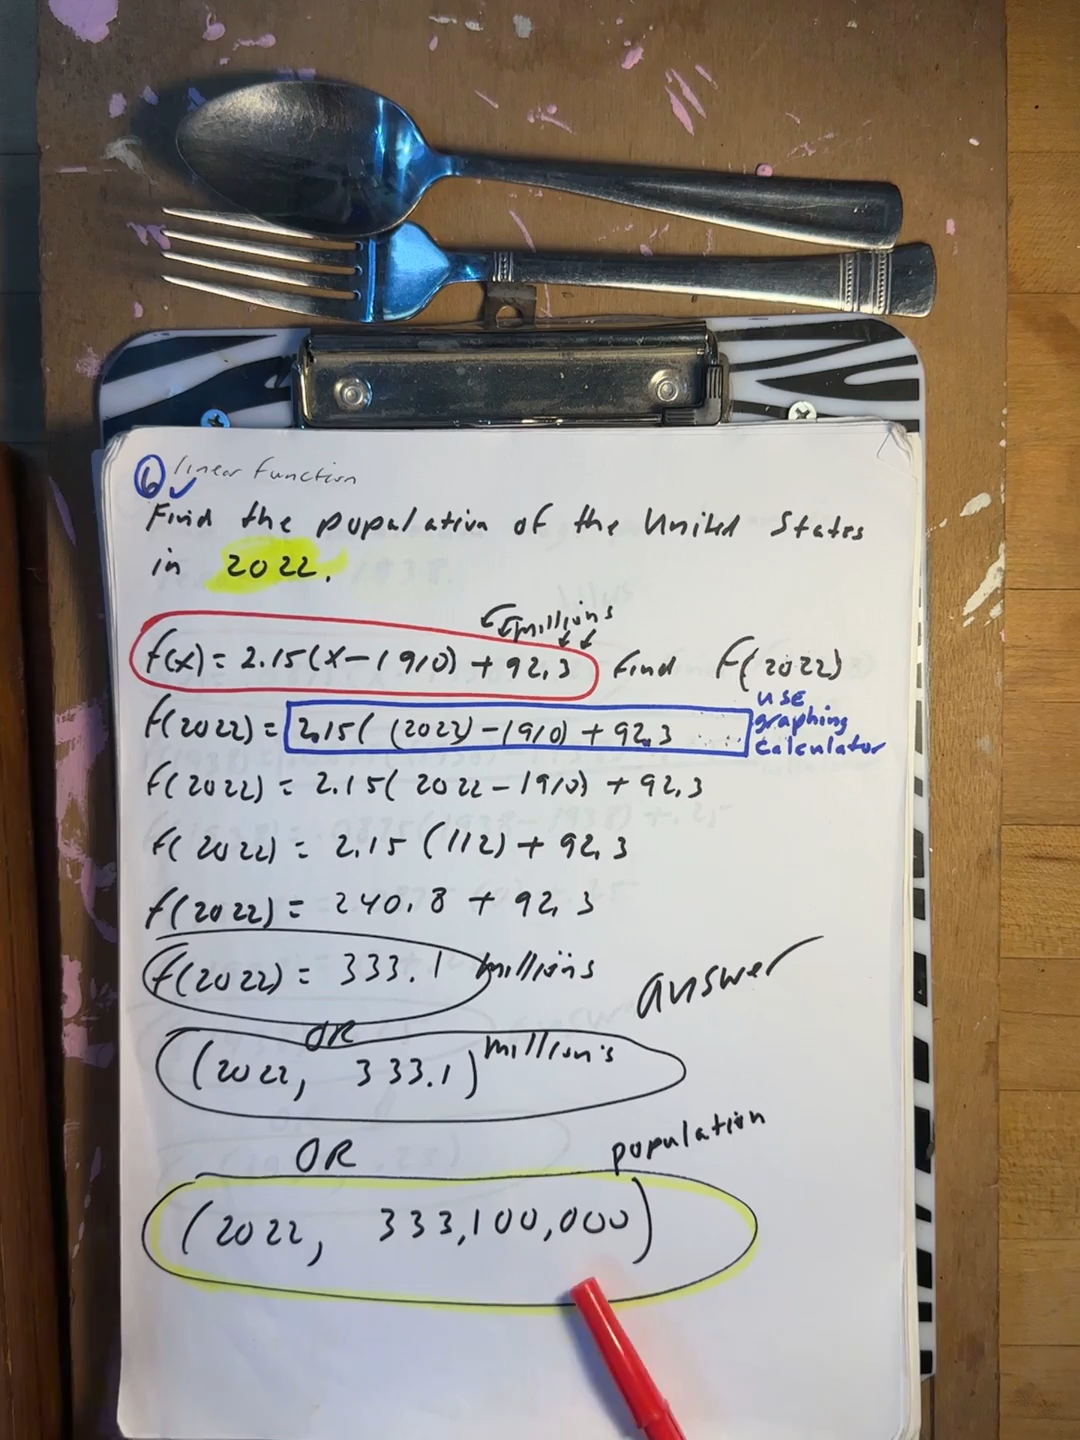 6 linear function
Find the population of the United States
in 2022.
millions
f(x) = 2.15(x-1910) + 92.3 Find f(2022)
f(2022) = 2.15( (2022) - 1910) + 92.3
use
graphing
calculator
f(2022) = 2.15( 2022 - 1910) + 92.3
f(2022) = 2.15 (112) + 92.3
f(2022) = 240.8 + 92.3
f(2022) = 333.1 millions
answer
OR
(2022, 333.1) millions
OR
population
(2022, 333,100,000)